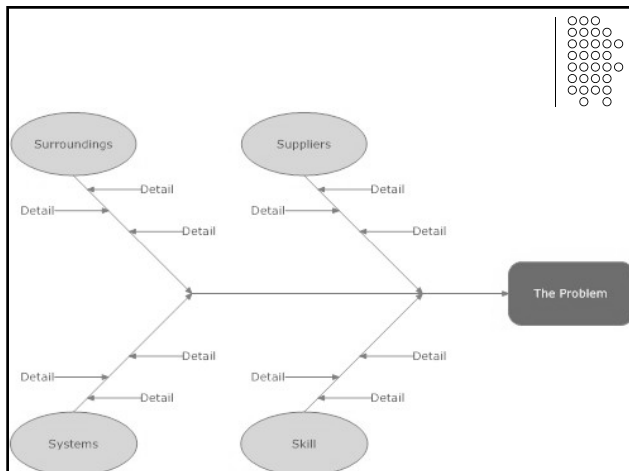 Surroundings
Suppliers
Detail
Detail
Detail
Detail
Detail
Detail
The Problem
Detail
Detail
Detail
Detail
Detail
Detail
Systems
Skill